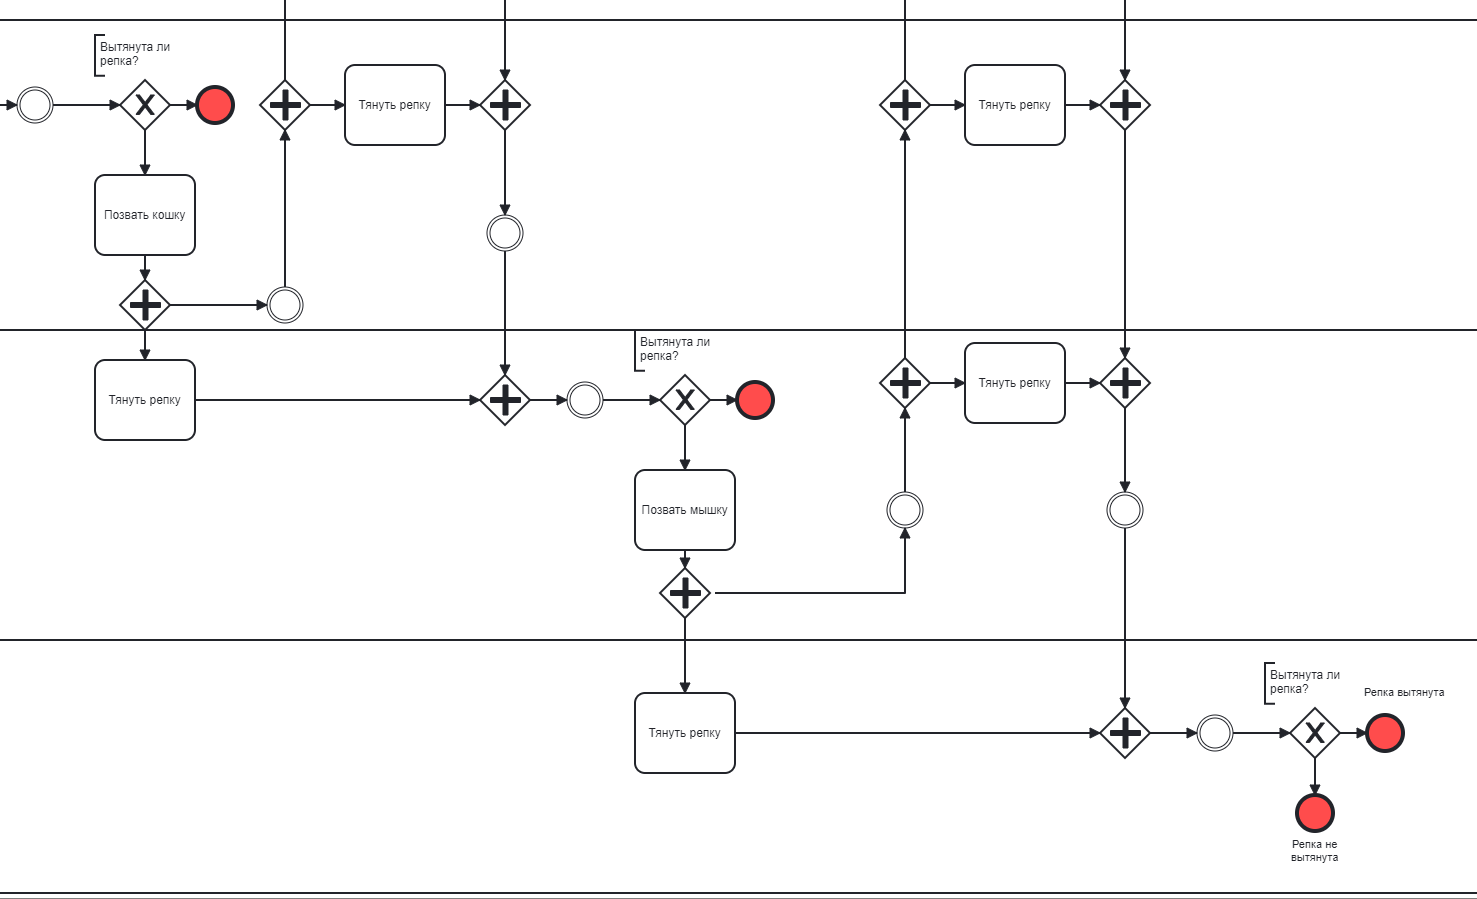 Вытянута ли
репка?
Тянуть репку
Тянуть репку
Позвать кошку
Вытянута ли
репка?
Тянуть репку
Тянуть репку
Позвать мышку
Вытянута ли
репка?
Репка вытянута
Тянуть репку
Репка не
вытянута